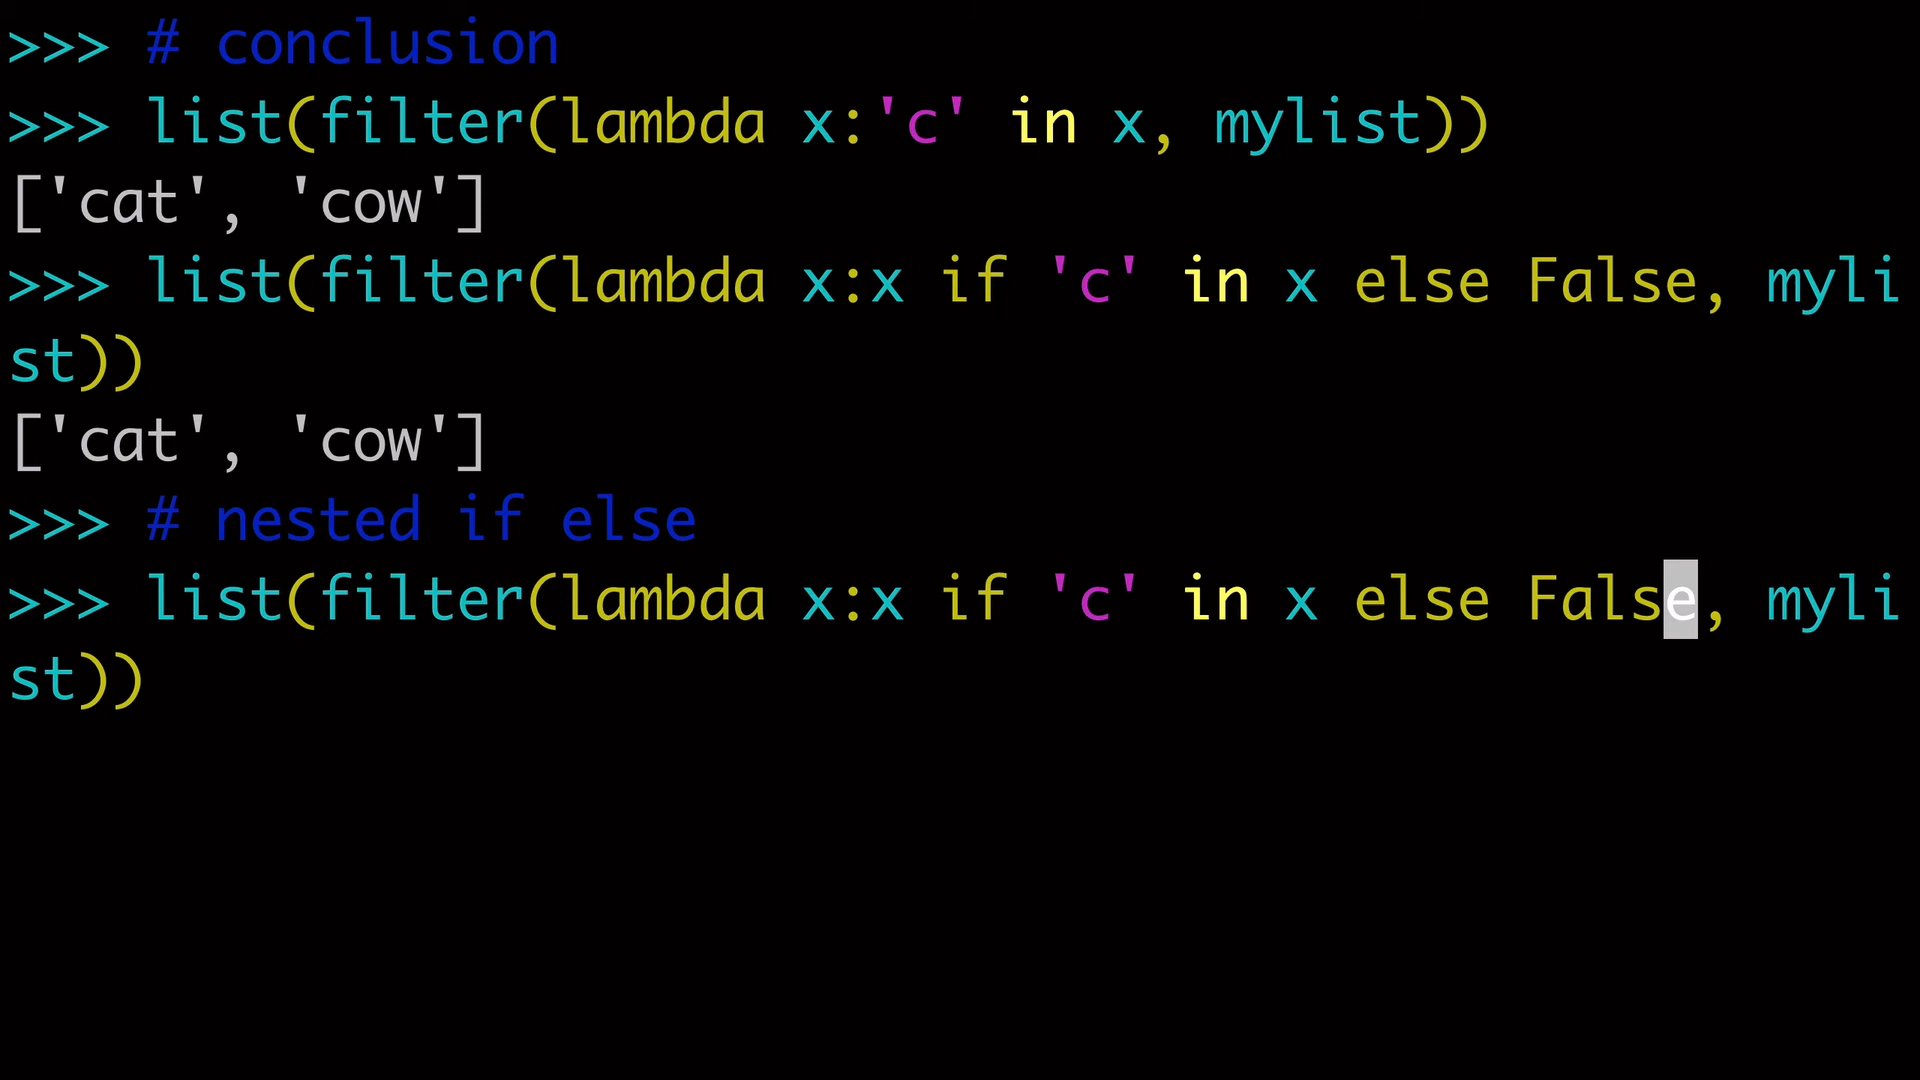 >>> # conclusion
>>> list(filter(lambda x:'c' in x, mylist))
['cat', 'cow']
>>> list(filter(lambda x:x if 'c' in x else False, myli
st))
['cat', 'cow']
>>> # nested if else
>>> list(filter(lambda x:x if 'c' in x else False, myli
st))